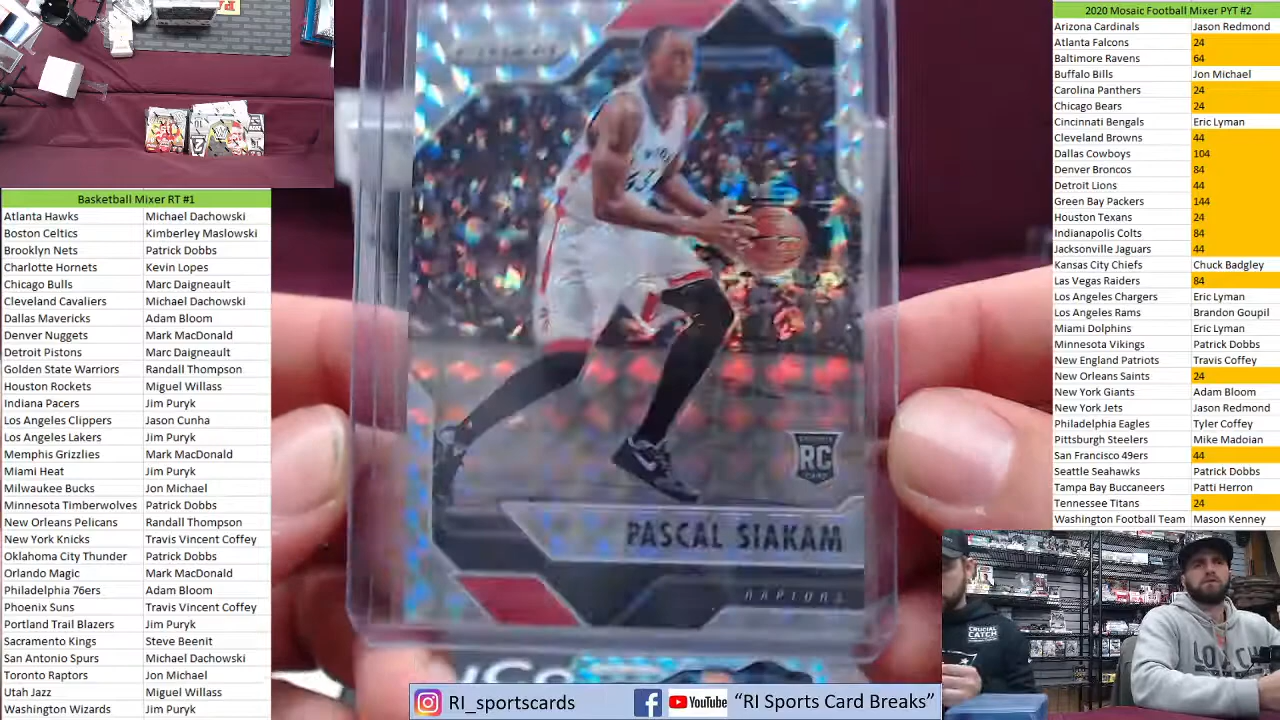 Basketball Mixer RT #1
Atlanta Hawks Michael Dachowski
Boston Celtics Kimberley Maslowski
Brooklyn Nets Patrick Dobbs
Charlotte Hornets Kevin Lopes
Chicago Bulls Marc Daigneault
Cleveland Cavaliers Michael Dachowski
Dallas Mavericks Adam Bloom
Denver Nuggets Mark MacDonald
Detroit Pistons Marc Daigneault
Golden State Warriors Randall Thompson
Houston Rockets Miguel Willass
Indiana Pacers Jim Puryk
Los Angeles Clippers Jason Cunha
Los Angeles Lakers Jim Puryk
Memphis Grizzlies Mark MacDonald
Miami Heat Jim Puryk
Milwaukee Bucks Jon Michael
Minnesota Timberwolves Patrick Dobbs
New Orleans Pelicans Randall Thompson
New York Knicks Travis Vincent Coffey
Oklahoma City Thunder Patrick Dobbs
Orlando Magic Mark MacDonald
Philadelphia 76ers Adam Bloom
Phoenix Suns Travis Vincent Coffey
Portland Trail Blazers Jim Puryk
Sacramento Kings Steve Beenit
San Antonio Spurs Michael Dachowski
Toronto Raptors Jon Michael
Utah Jazz Miguel Willass
Washington Wizards Jim Puryk
RC
PASCAL SIAKAM
RAPTORS
RI_sportscards
YouTube "RI Sports Card Breaks"
2020 Mosaic Football Mixer PYT #2
Arizona Cardinals Jason Redmond
Atlanta Falcons 24
Baltimore Ravens 64
Buffalo Bills Jon Michael
Carolina Panthers 24
Chicago Bears 24
Cincinnati Bengals Eric Lyman
Cleveland Browns 44
Dallas Cowboys 104
Denver Broncos 84
Detroit Lions 44
Green Bay Packers 144
Houston Texans 24
Indianapolis Colts 84
Jacksonville Jaguars 44
Kansas City Chiefs Chuck Badgley
Las Vegas Raiders 84
Los Angeles Chargers Eric Lyman
Los Angeles Rams Brandon Goupil
Miami Dolphins Eric Lyman
Minnesota Vikings Patrick Dobbs
New England Patriots Travis Coffey
New Orleans Saints 24
New York Giants Adam Bloom
New York Jets Jason Redmond
Philadelphia Eagles Tyler Coffey
Pittsburgh Steelers Mike Madoian
San Francisco 49ers 44
Seattle Seahawks Patrick Dobbs
Tampa Bay Buccaneers Patti Herron
Tennessee Titans 24
Washington Football Team Mason Kenney
CRUCIAL
CATCH